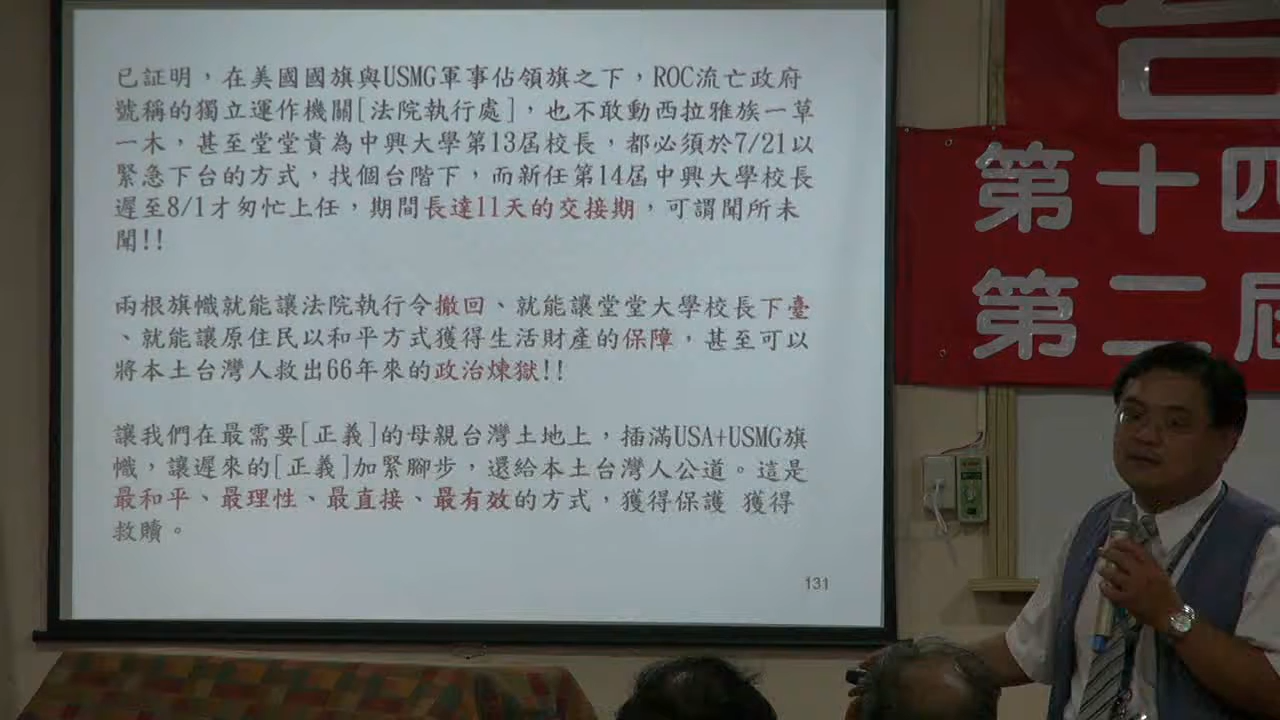 已証明，在美國國旗與USMG軍事佔領旗之下，ROC流亡政府
號稱的獨立運作機關[法院執行處]，也不敢動西拉雅族一草
一木，甚至堂堂貴為中興大學第13屆校長，都必須於7/21以
緊急下台的方式，找個台階下，而新任第14屆中興大學校長
遲至8/1才匆忙上任，期間長達11天的交接期，可謂聞所未
聞!!
兩根旗幟就能讓法院執行令撤回、就能讓堂堂大學校長下臺
、就能讓原住民以和平方式獲得生活財產的保障，甚至可以
將本土台灣人救出66年來的政治煉獄!!
讓我們在最需要[正義]的母親台灣土地上，插滿USA+USMG旗
幟，讓遲來的[正義]加緊腳步，還給本土台灣人公道。這是
最和平、最理性、最直接、最有效的方式，獲得保護 獲得
救贖。
131
第十四
第二屆